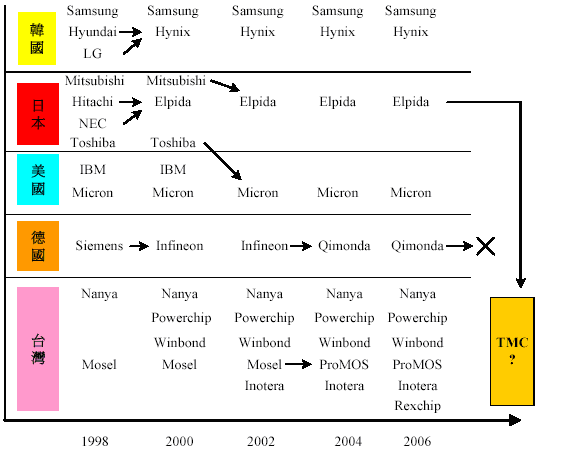 韓國
Samsung Samsung Samsung Samsung Samsung
Hyundai Hynix Hynix Hynix Hynix
LG
日本
Mitsubishi Mitsubishi
Hitachi Elpida Elpida Elpida Elpida
NEC
Toshiba Toshiba
美國
IBM IBM
Micron Micron Micron Micron Micron
德國
Siemens Infineon Infineon Qimonda Qimonda
台灣
Nanya Nanya Nanya Nanya Nanya
Powerchip Powerchip Powerchip Powerchip
Winbond Winbond Winbond Winbond
Mosel Mosel Mosel ProMOS ProMOS
Inotera Inotera Inotera
Rexchip
TMC
?
1998 2000 2002 2004 2006